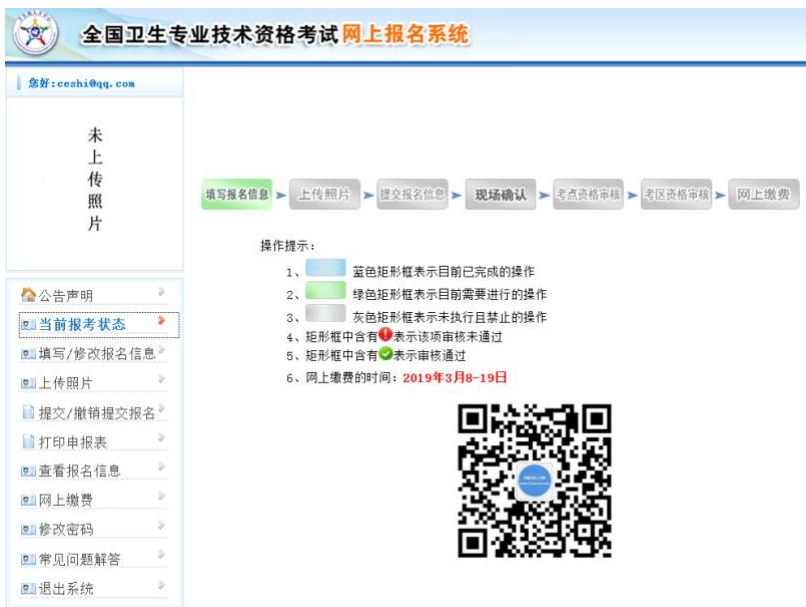 全国卫生专业技术资格考试网上报名系统
您好:ceshi@qq.com
未
上
传
照
片
填写报名信息
上传照片
提交报名信息
现场确认
考点资格审核
考区资格审核
网上缴费
操作提示:
1、 蓝色矩形框表示目前已完成的操作
2、 绿色矩形框表示目前需要进行的操作
3、 灰色矩形框表示未执行且禁止的操作
4、矩形框中含有 表示该项审核未通过
5、矩形框中含有 表示审核通过
6、网上缴费的时间:2019年3月8-19日
公告声明
当前报考状态
填写/修改报名信息
上传照片
提交/撤销提交报名
打印申报表
查看报名信息
网上缴费
修改密码
常见问题解答
退出系统